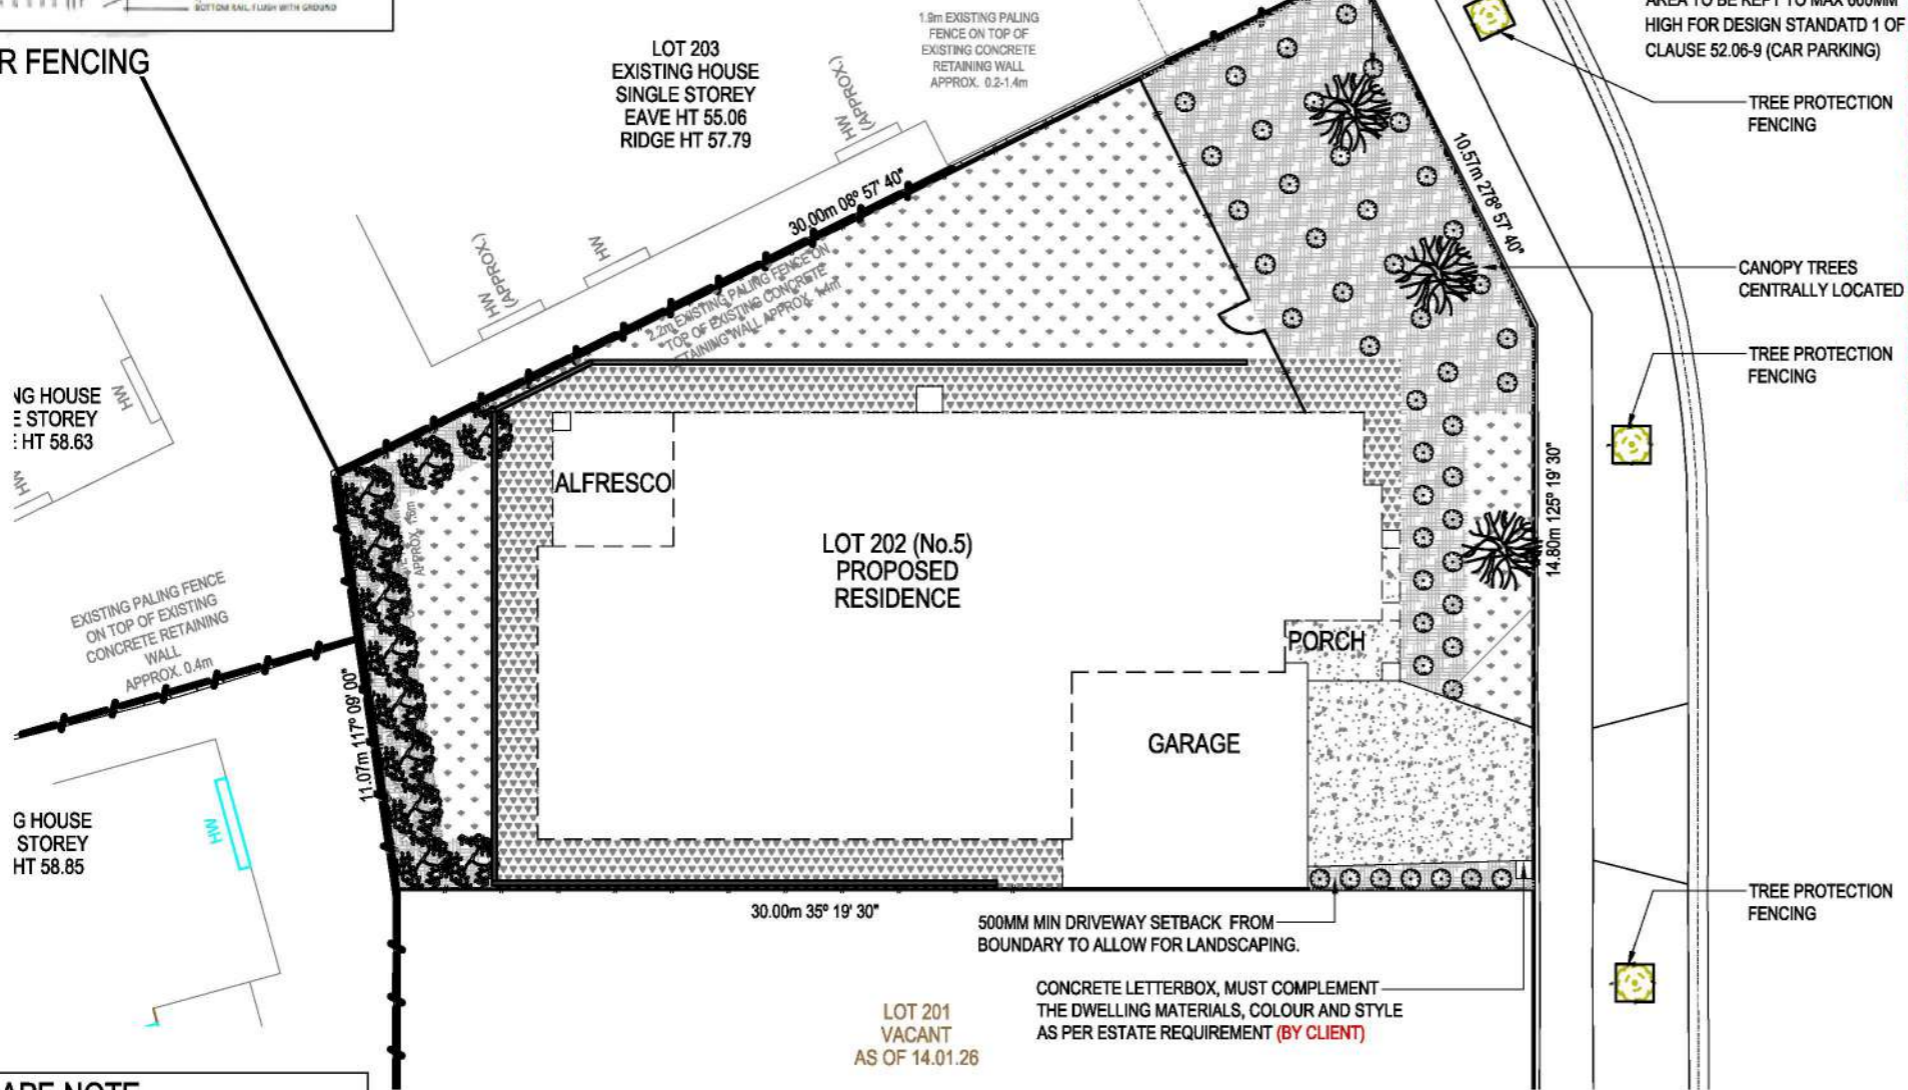 BOTTOM RAIL, FLUSH WITH GROUND
R FENCING
LOT 203
EXISTING HOUSE
SINGLE STOREY
EAVE HT 55.06
RIDGE HT 57.79
1.9m EXISTING PALING
FENCE ON TOP OF
EXISTING CONCRETE
RETAINING WALL
APPROX. 0.2-1.4m
HIGH FOR DESIGN STANDATD 1 OF
CLAUSE 52.06-9 (CAR PARKING)
TREE PROTECTION
FENCING
HW
(APPROX.)
30.00m 08° 57' 40"
10.57m 278° 57' 40"
HW
HW
(APPROX.)
2.2m EXISTING PALING FENCE ON
TOP OF EXISTING CONCRETE
RETAINING WALL APPROX. 1.4m
CANOPY TREES
CENTRALLY LOCATED
TREE PROTECTION
FENCING
NG HOUSE
E STOREY
HT 58.63
HW
HW
ALFRESCO
APPROX. 1.8m
LOT 202 (No.5)
PROPOSED
RESIDENCE
14.80m 125° 19' 30"
EXISTING PALING FENCE
ON TOP OF EXISTING
CONCRETE RETAINING
WALL
APPROX. 0.4m
PORCH
11.07m 117° 09' 00"
GARAGE
G HOUSE
STOREY
HT 58.85
HW
30.00m 35° 19' 30"
500MM MIN DRIVEWAY SETBACK FROM
BOUNDARY TO ALLOW FOR LANDSCAPING.
TREE PROTECTION
FENCING
CONCRETE LETTERBOX, MUST COMPLEMENT
THE DWELLING MATERIALS, COLOUR AND STYLE
AS PER ESTATE REQUIREMENT (BY CLIENT)
LOT 201
VACANT
AS OF 14.01.26